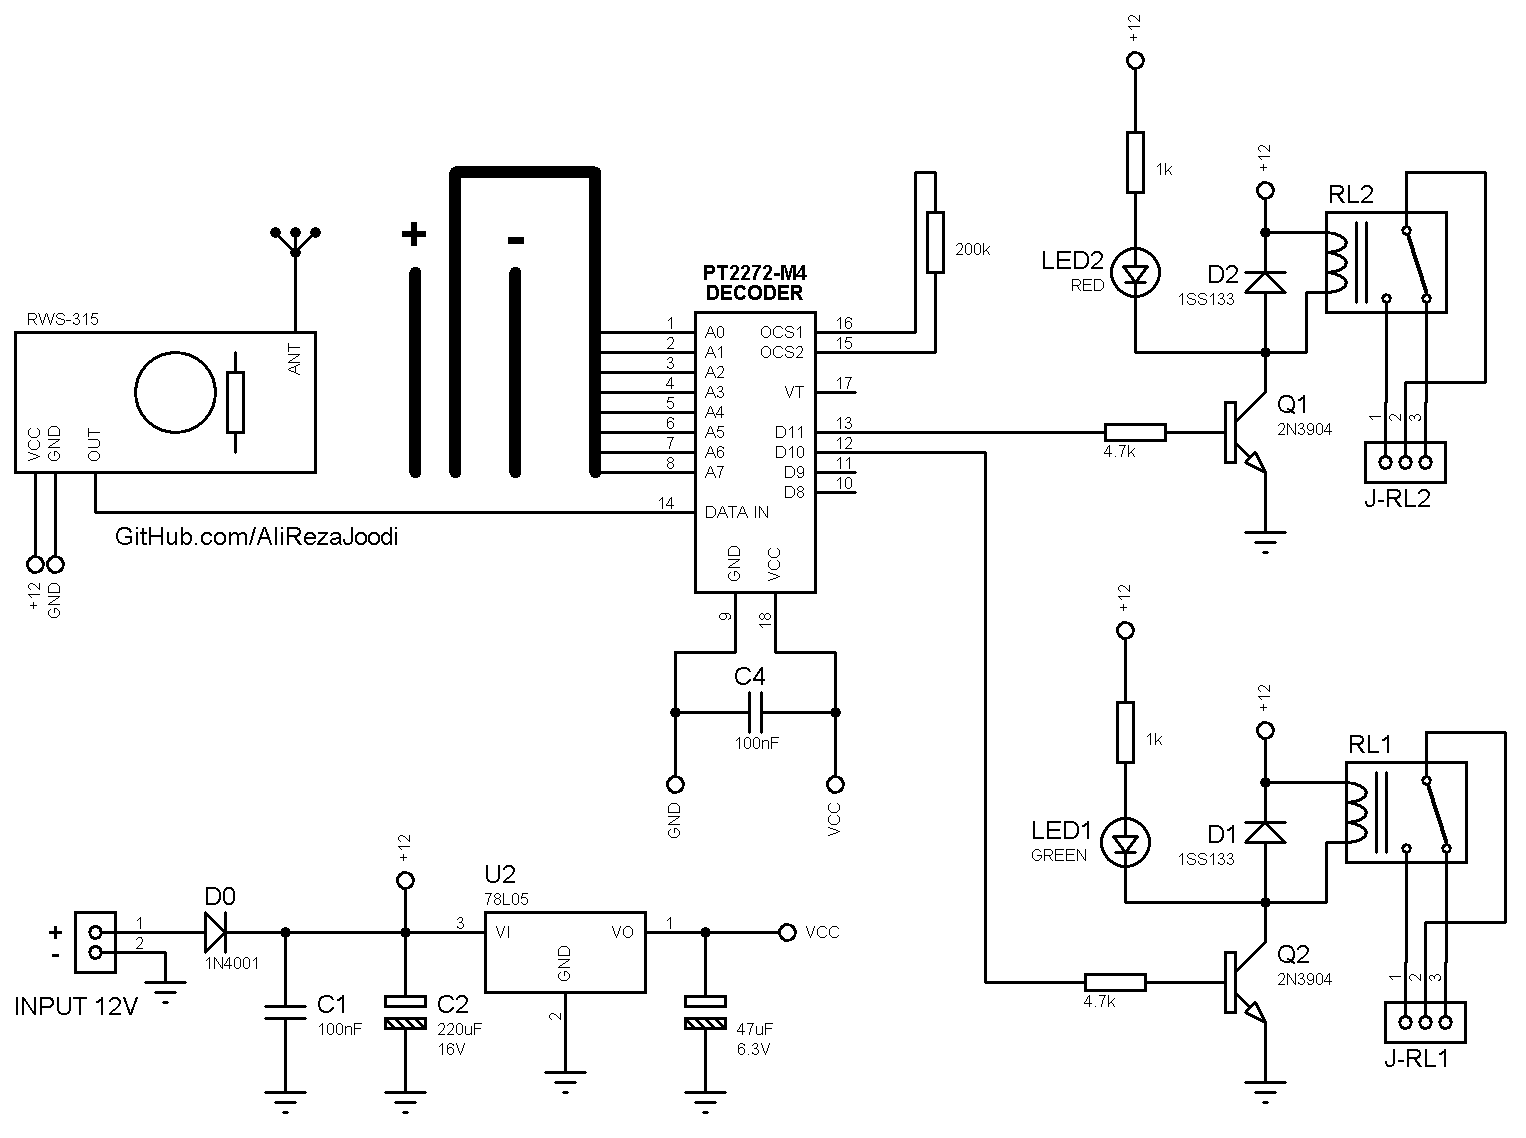 +12
1k
LED2
RED
+12
D2
1SS133
RL2
1
2
3
J-RL2
Q1
2N3904
4.7k
200k
PT2272-M4
DECODER
+
-
RWS-315
ANT
VCC
GND
OUT
+12
GND
GitHub.com/AliRezaJoodi
1 A0 OCS1 16
2 A1 OCS2 15
3 A2
4 A3 VT 17
5 A4
6 A5 D11 13
7 A6 D10 12
8 A7 D9 11
D8 10
14 DATA IN
GND VCC
9 18
C4
100nF
GND
VCC
+12
1k
LED1
GREEN
+12
D1
1SS133
RL1
1
2
3
J-RL1
Q2
2N3904
4.7k
+12
U2
78L05
D0
1N4001
+ 1
- 2
INPUT 12V
3 VI VO 1
GND
2
VCC
C1
100nF
C2
220uF
16V
47uF
6.3V